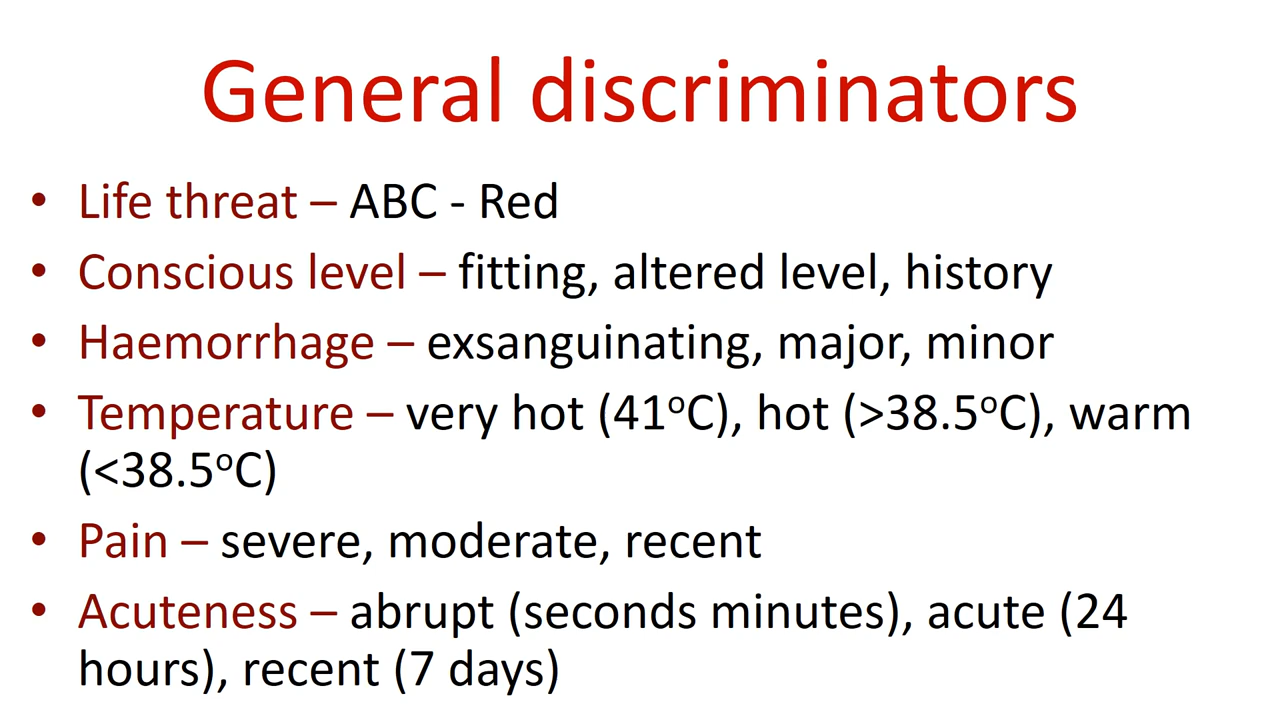 General discriminators
• Life threat – ABC - Red
• Conscious level – fitting, altered level, history
• Haemorrhage – exsanguinating, major, minor
• Temperature – very hot (41ºC), hot (>38.5ºC), warm
(<38.5ºC)
• Pain – severe, moderate, recent
• Acuteness – abrupt (seconds minutes), acute (24
hours), recent (7 days)